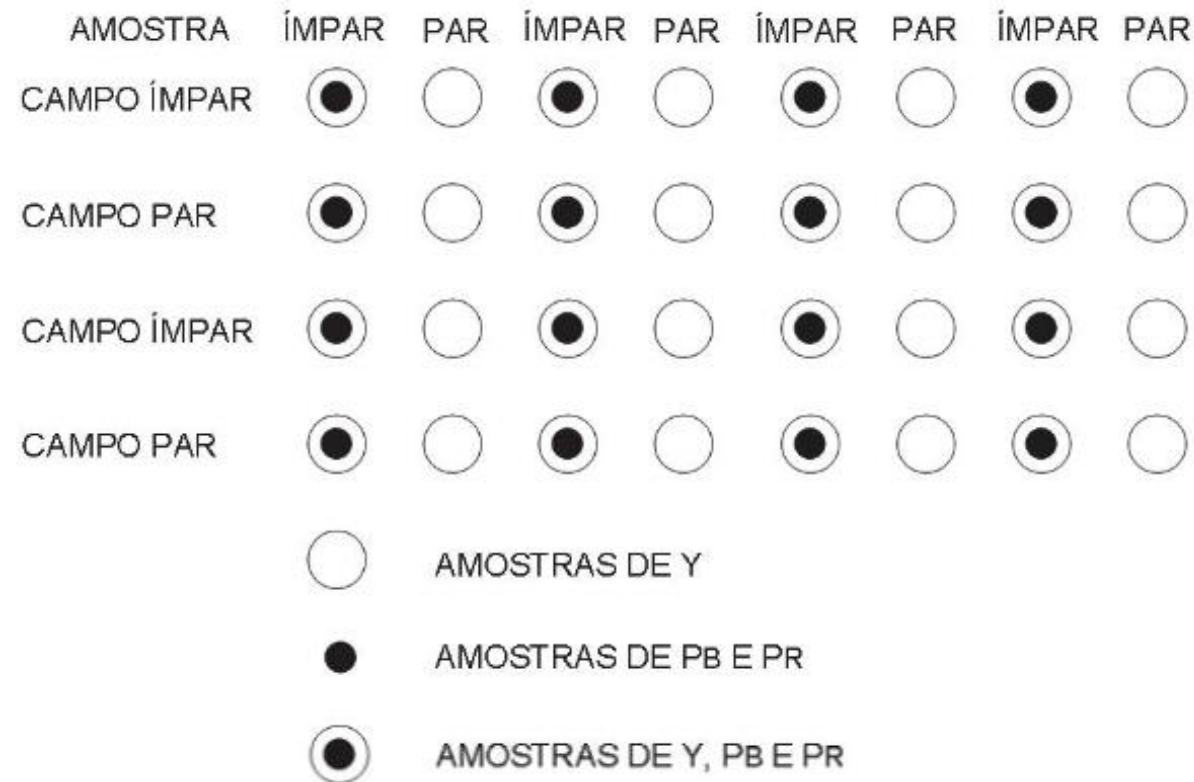 AMOSTRA ÍMPAR PAR ÍMPAR PAR ÍMPAR PAR ÍMPAR PAR
CAMPO ÍMPAR
CAMPO PAR
CAMPO ÍMPAR
CAMPO PAR
AMOSTRAS DE Y
AMOSTRAS DE PB E PR
AMOSTRAS DE Y, PB E PR